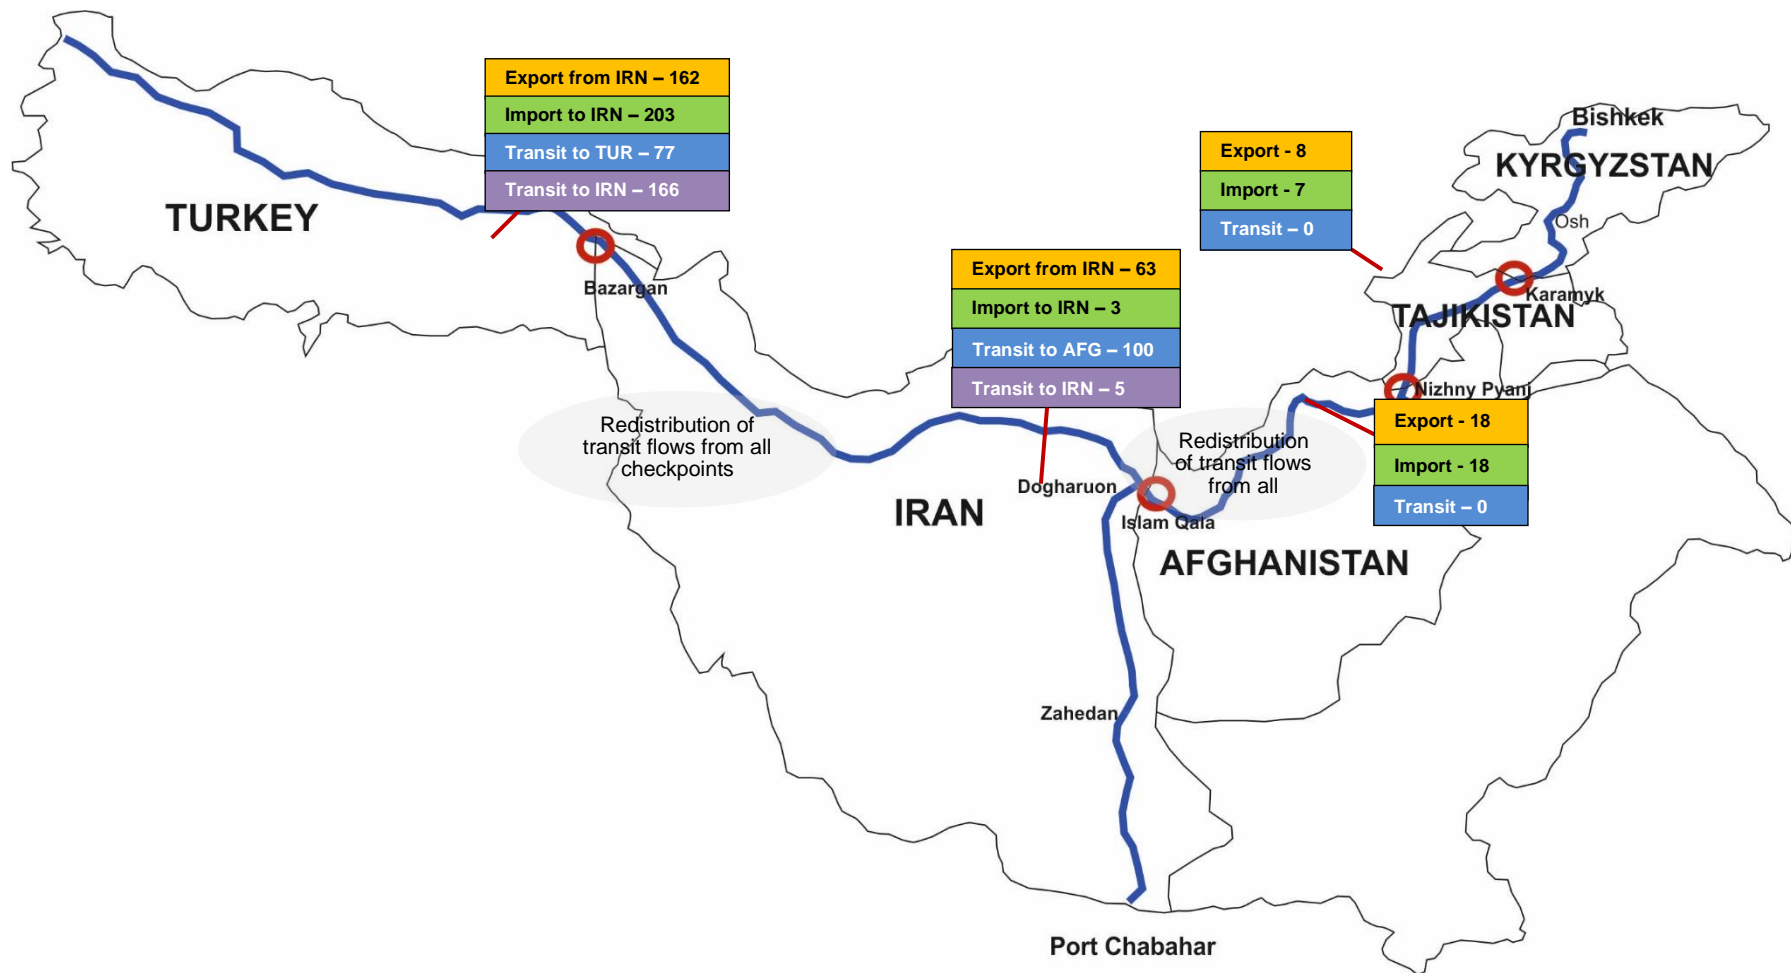 Export from IRN – 162
Import to IRN – 203
Transit to TUR – 77
Transit to IRN – 166
TURKEY
Bazargan
Export - 8
Import - 7
Transit – 0
Bishkek
KYRGYZSTAN
Osh
Karamyk
TAJIKISTAN
Export from IRN – 63
Import to IRN – 3
Transit to AFG – 100
Transit to IRN – 5
Nizhny Pyanj
Export - 18
Import - 18
Transit – 0
Redistribution of
transit flows from all
checkpoints
Redistribution
of transit flows
from all
Dogharuon
IRAN
Islam Qala
AFGHANISTAN
Zahedan
Port Chabahar